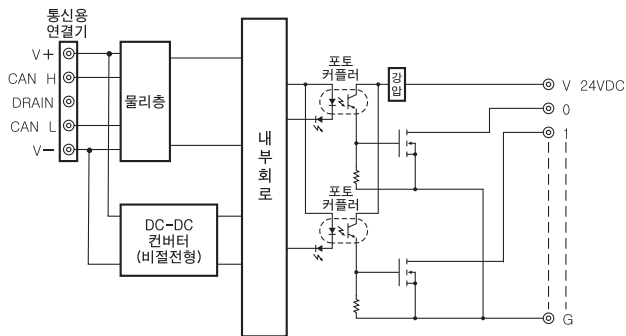 통신용
연결기
V+
CAN H
DRAIN
CAN L
V-
물리층
DC-DC
컨버터
(비절전형)
내부회로
포토
커플러
포토
커플러
강압
V 24VDC
0
1
G